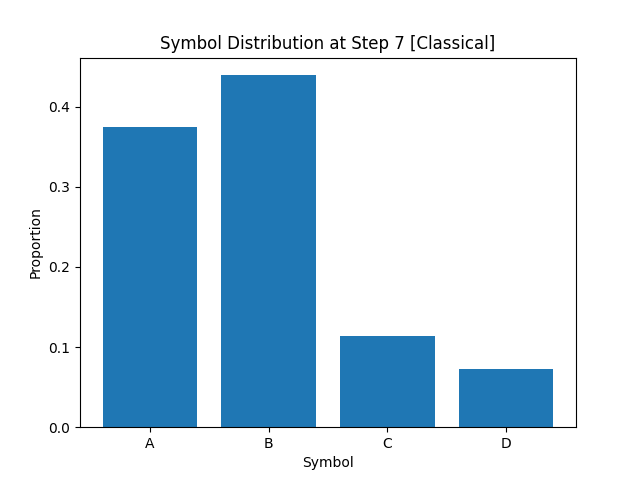 Symbol Distribution at Step 7 [Classical]
Proportion
0.4
0.3
0.2
0.1
0.0
A B C D
Symbol